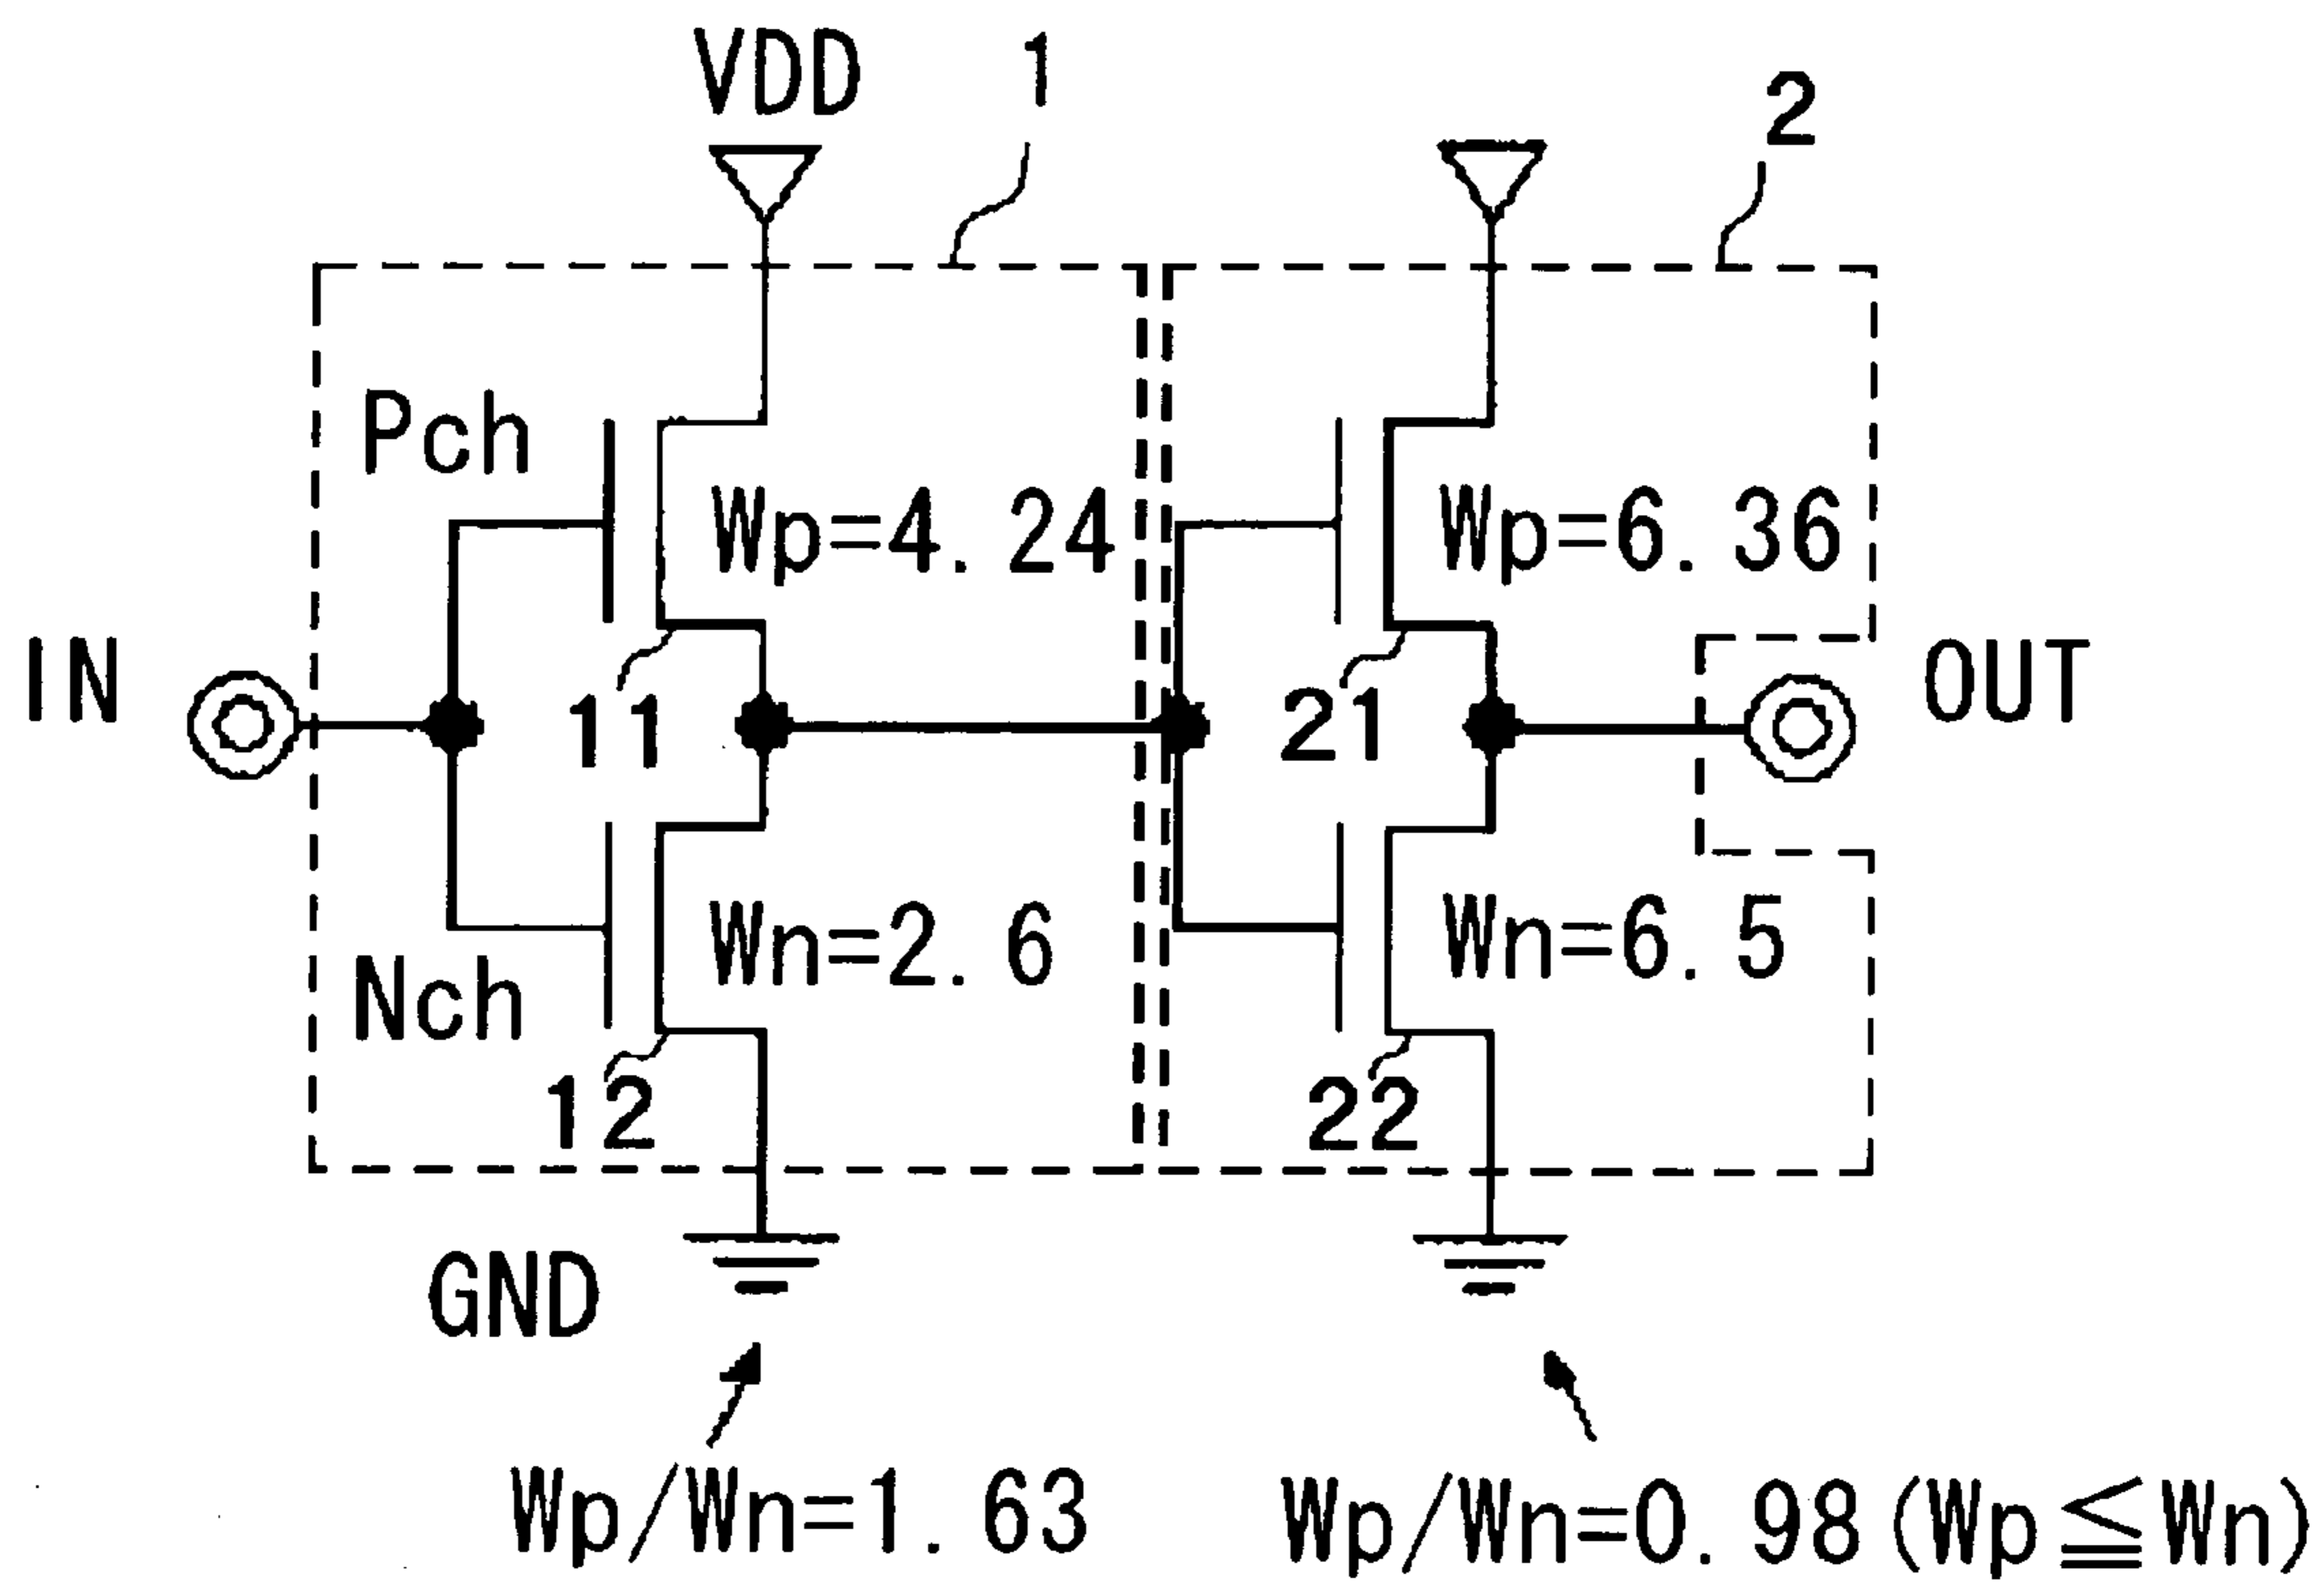 VDD
1
2
Pch
Wp=4.24
Wp=6.36
IN
11
21
OUT
Wn=2.6
Wn=6.5
Nch
12
22
GND
Wp/Wn=1.63
Wp/Wn=0.98(Wp≦Wn)